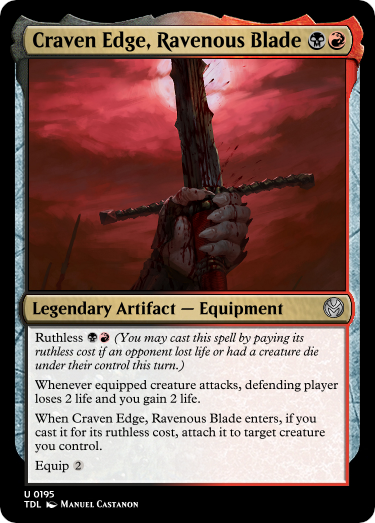 Craven Edge, Ravenous Blade
Legendary Artifact — Equipment
Ruthless (You may cast this spell by paying its
ruthless cost if an opponent lost life or had a creature die
under their control this turn.)
Whenever equipped creature attacks, defending player
loses 2 life and you gain 2 life.
When Craven Edge, Ravenous Blade enters, if you
cast it for its ruthless cost, attach it to target creature
you control.
Equip 2
U 0195
TDL Manuel Castanon